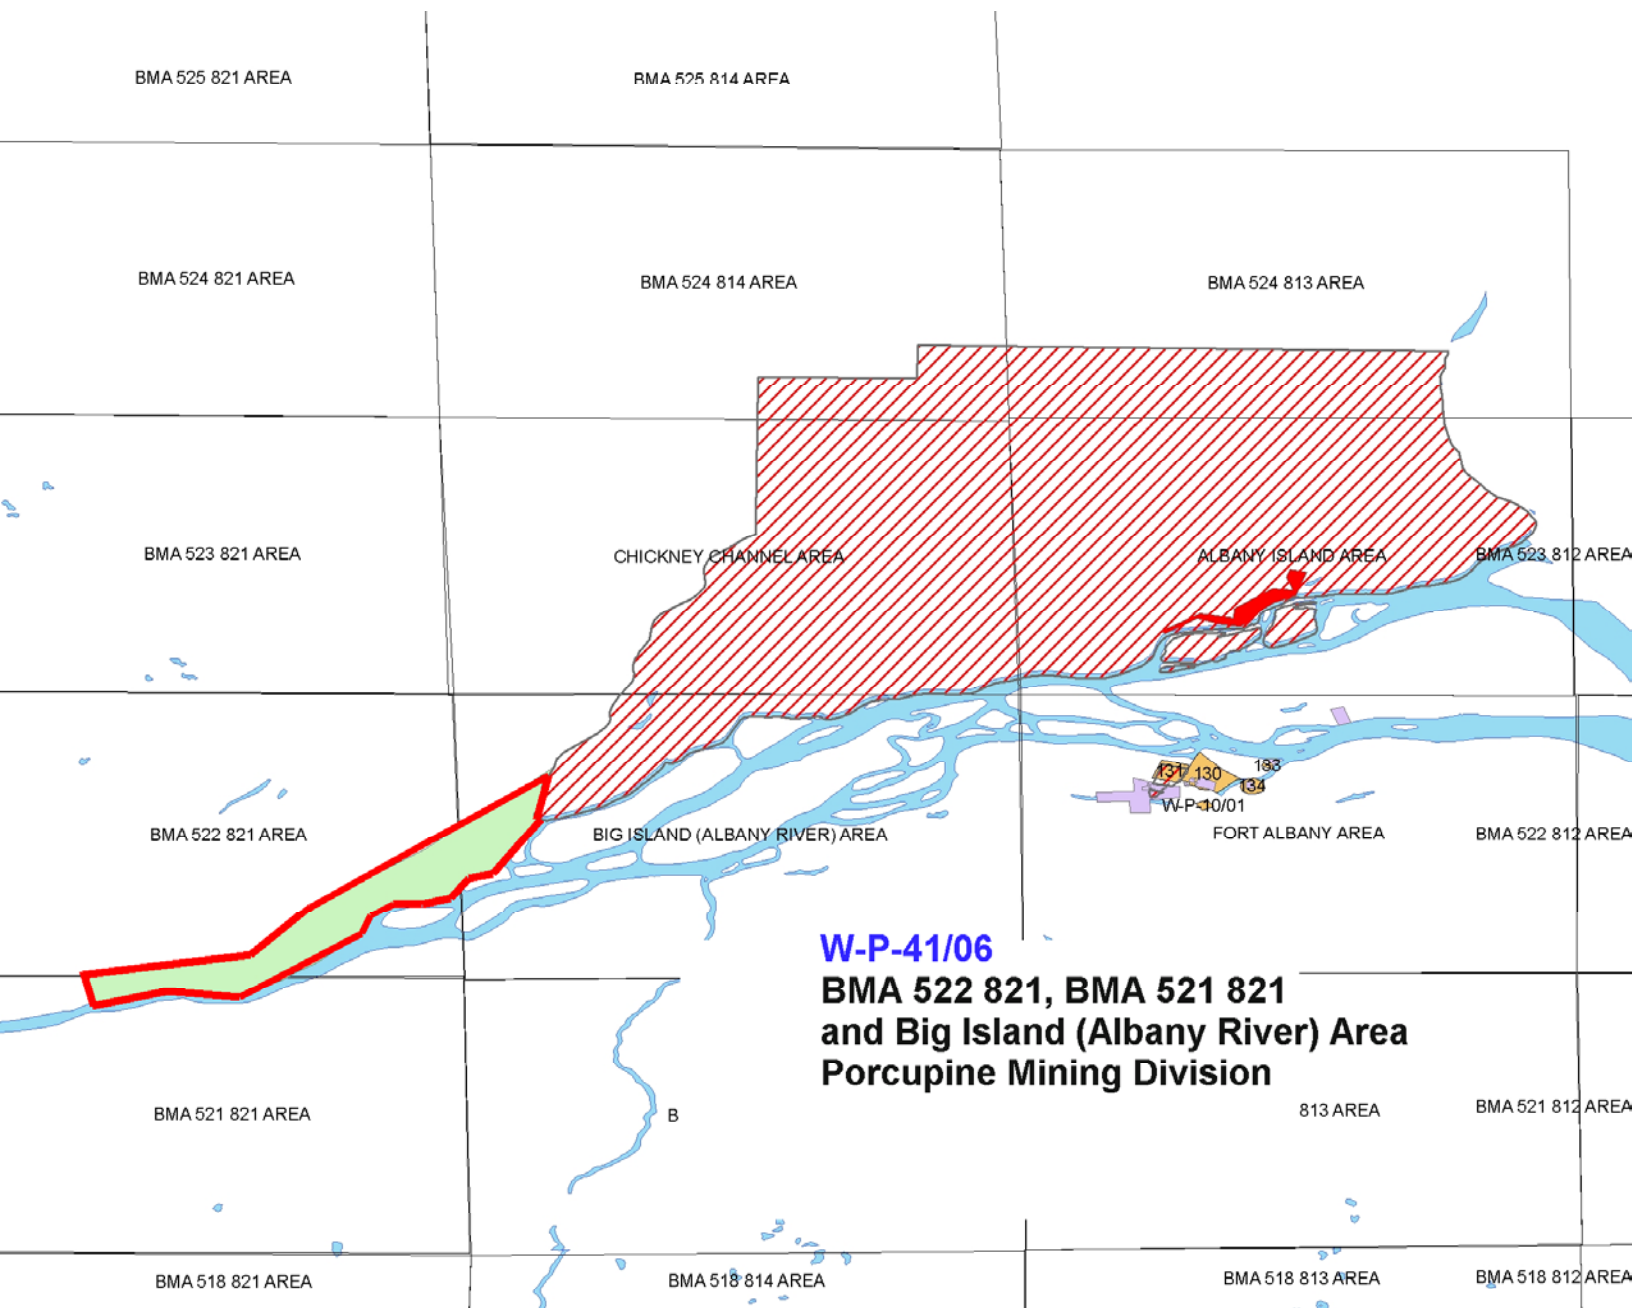 BMA 525 821 AREA
BMA 525 814 AREA
BMA 524 821 AREA
BMA 524 814 AREA
BMA 524 813 AREA
BMA 523 821 AREA
CHICKNEY CHANNEL AREA
ALBANY ISLAND AREA
BMA 523 812 AREA
131
130
133
134
W-P-10/01
BMA 522 821 AREA
BIG ISLAND (ALBANY RIVER) AREA
FORT ALBANY AREA
BMA 522 812 AREA
W-P-41/06
BMA 522 821, BMA 521 821
and Big Island (Albany River) Area
Porcupine Mining Division
BMA 521 821 AREA
B
813 AREA
BMA 521 812 AREA
BMA 518 821 AREA
BMA 518 814 AREA
BMA 518 813 AREA
BMA 518 812 AREA